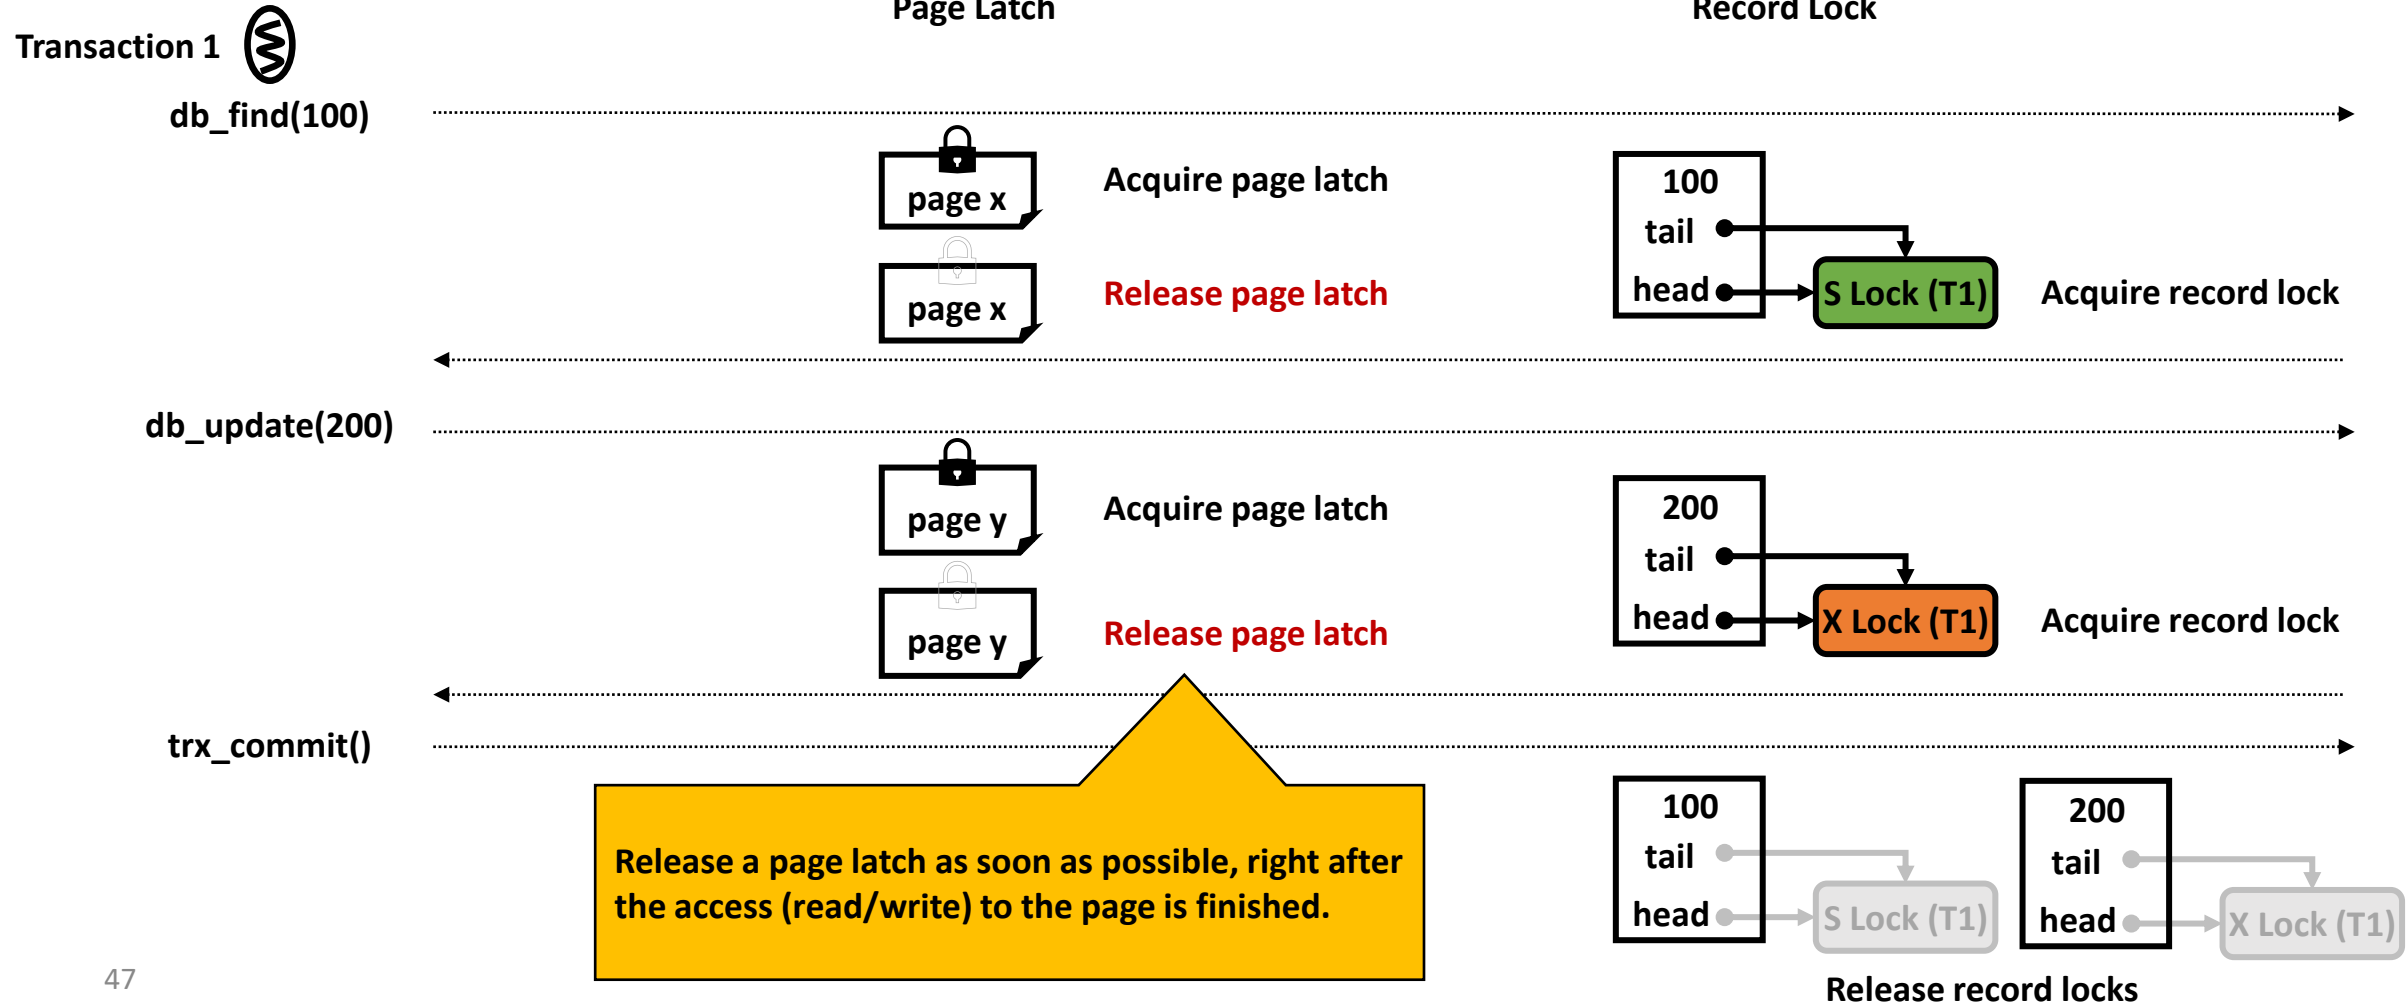 Page Latch
Record Lock
Transaction 1
db_find(100)
page x
Acquire page latch
100
tail
page x
Release page latch
head
S Lock (T1)
Acquire record lock
db_update(200)
page y
Acquire page latch
200
tail
page y
Release page latch
head
X Lock (T1)
Acquire record lock
trx_commit()
Release a page latch as soon as possible, right after
the access (read/write) to the page is finished.
100
tail
head
S Lock (T1)
200
tail
head
X Lock (T1)
Release record locks
47